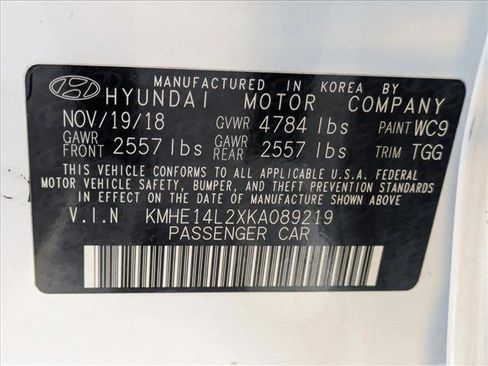 MANUFACTURED IN KOREA BY
HYUNDAI MOTOR COMPANY
NOV/19/18 GVWR 4784 lbs PAINT WC9
GAWR FRONT 2557 lbs GAWR REAR 2557 lbs TRIM TGG
THIS VEHICLE CONFORMS TO ALL APPLICABLE U.S.A. FEDERAL
MOTOR VEHICLE SAFETY, BUMPER, AND THEFT PREVENTION STANDARDS
IN EFFECT ON THE DATE OF MANUFACTURE SHOWN ABOVE.
V.I.N KMHE14L2XKA089219
PASSENGER CAR